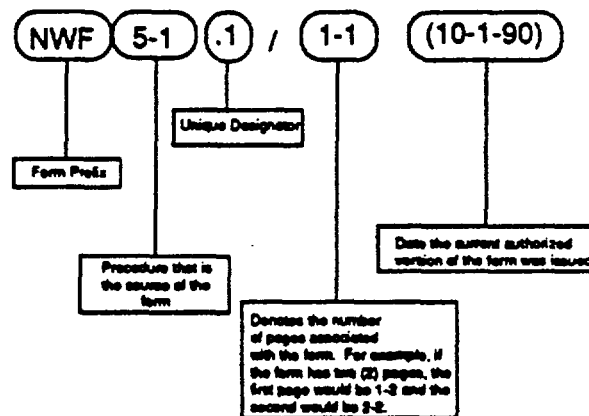 NWF 5-1 .1 / 1-1 (10-1-90)
Unique Designator
Form Prefix
Date the current authorized
version of the form was issued
Procedure that is
the source of the
form
Denotes the number
of pages associated
with the form. For example, if
the form has two (2) pages, the
first page would be 1-2 and the
second would be 2-2.